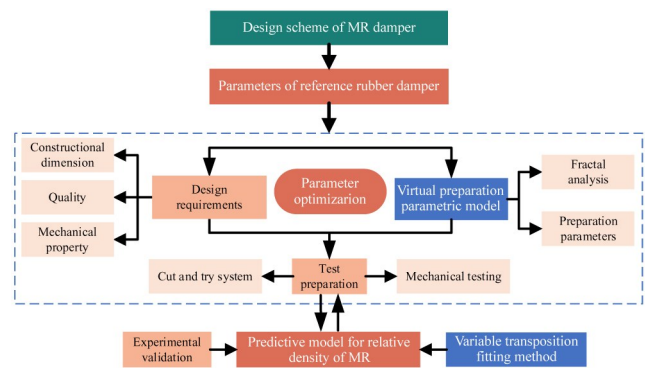 Design scheme of MR damper
Parameters of reference rubber damper
Constructional
dimension
Quality
Mechanical
property
Design
requirements
Parameter
optimizarion
Virtual preparation
parametric model
Fractal
analysis
Preparation
parameters
Cut and try system
Test
preparation
Mechanical testing
Experimental
validation
Predictive model for relative
density of MR
Variable transposition
fitting method